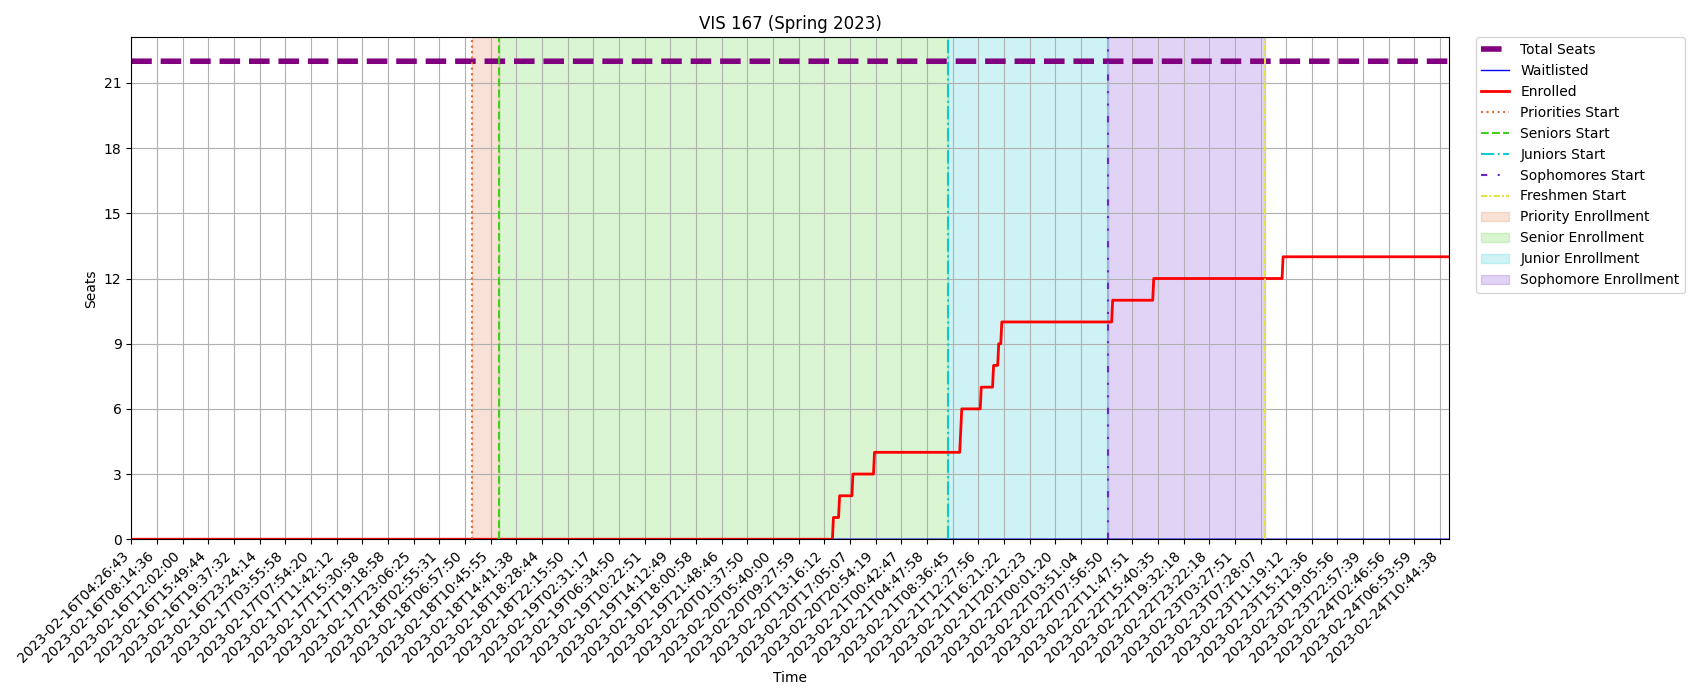 VIS 167 (Spring 2023)
Seats
21
18
15
12
9
6
3
0
2023-02-16T04:26:43
2023-02-16T08:14:36
2023-02-16T12:02:00
2023-02-16T15:49:44
2023-02-16T19:37:32
2023-02-16T23:24:14
2023-02-17T03:55:58
2023-02-17T07:54:20
2023-02-17T11:42:12
2023-02-17T15:30:58
2023-02-17T19:18:58
2023-02-17T23:06:25
2023-02-18T02:55:31
2023-02-18T06:57:50
2023-02-18T10:45:55
2023-02-18T14:41:38
2023-02-18T18:28:44
2023-02-18T22:15:50
2023-02-19T02:31:17
2023-02-19T06:34:50
2023-02-19T10:22:51
2023-02-19T14:12:49
2023-02-19T18:00:58
2023-02-19T21:48:46
2023-02-20T01:37:50
2023-02-20T05:40:00
2023-02-20T09:27:59
2023-02-20T13:16:12
2023-02-20T17:05:07
2023-02-20T20:54:19
2023-02-21T00:42:47
2023-02-21T04:47:58
2023-02-21T08:36:45
2023-02-21T12:27:56
2023-02-21T16:21:22
2023-02-21T20:12:23
2023-02-22T00:01:20
2023-02-22T03:51:04
2023-02-22T07:56:50
2023-02-22T11:47:51
2023-02-22T15:40:35
2023-02-22T19:32:18
2023-02-22T23:22:18
2023-02-23T03:27:51
2023-02-23T07:28:07
2023-02-23T11:19:12
2023-02-23T15:12:36
2023-02-23T19:05:56
2023-02-23T22:57:39
2023-02-24T02:46:56
2023-02-24T06:53:59
2023-02-24T10:44:38
Time
Total Seats
Waitlisted
Enrolled
Priorities Start
Seniors Start
Juniors Start
Sophomores Start
Freshmen Start
Priority Enrollment
Senior Enrollment
Junior Enrollment
Sophomore Enrollment